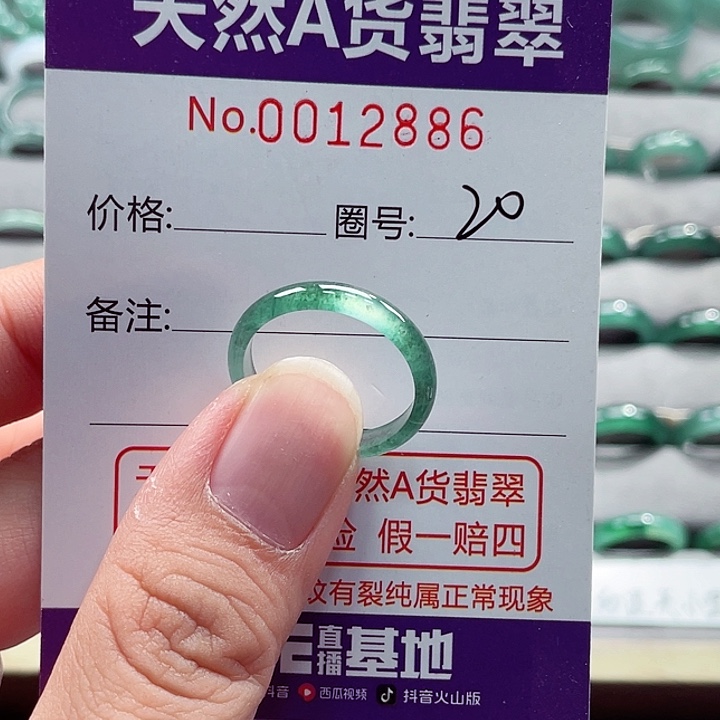 天然A货翡翠
No.0012886
价格: 圈号: 20
备注:
然A货翡翠
假一赔四
有裂纯属正常现象
直播基地
抖音 西瓜视频 抖音火山版